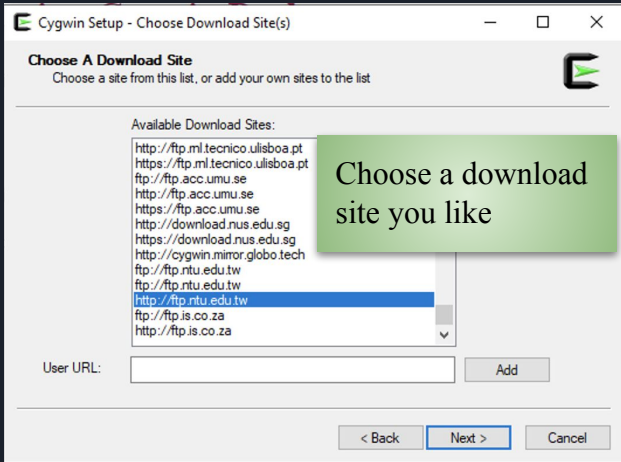 Cygwin Setup - Choose Download Site(s)
Choose A Download Site
Choose a site from this list, or add your own sites to the list
Available Download Sites:
http://ftp.rnl.tecnico.ulisboa.pt
https://ftp.rnl.tecnico.ulisboa.pt
ftp://ftp.acc.umu.se
http://ftp.acc.umu.se
https://ftp.acc.umu.se
http://download.nus.edu.sg
https://download.nus.edu.sg
http://cygwin.mirror.globo.tech
ftp://ftp.ntu.edu.tw
ftp://ftp.ntu.edu.tw
http://ftp.ntu.edu.tw
ftp://ftp.is.co.za
http://ftp.is.co.za
Choose a download
site you like
User URL:
Add
< Back
Next >
Cancel